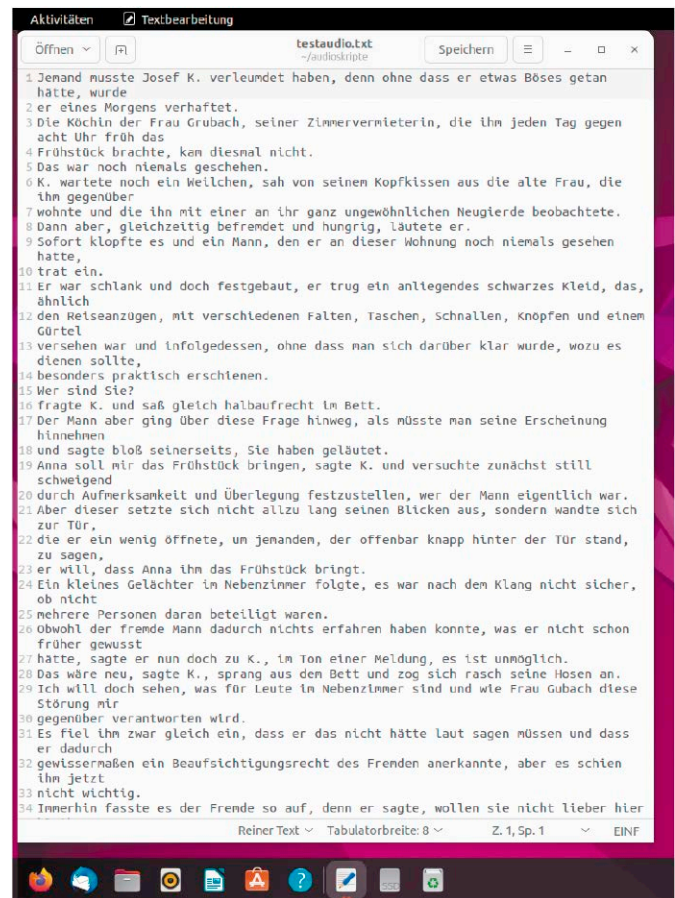 Aktivitäten Textbearbeitung
Öffnen testaudio.txt Speichern
~/audioskripte
1 Jemand musste Josef K. verleumdet haben, denn ohne dass er etwas Böses getan
hätte, wurde
2 er eines Morgens verhaftet.
3 Die Köchin der Frau Grubach, seiner Zimmervermieterin, die ihm jeden Tag gegen
acht Uhr früh das
4 Frühstück brachte, kam diesmal nicht.
5 Das war noch niemals geschehen.
6 K. wartete noch ein Weilchen, sah von seinem Kopfkissen aus die alte Frau, die
ihm gegenüber
7 wohnte und die ihn mit einer an ihr ganz ungewöhnlichen Neugierde beobachtete.
8 Dann aber, gleichzeitig befremdet und hungrig, läutete er.
9 Sofort klopfte es und ein Mann, den er an dieser Wohnung noch niemals gesehen
hatte,
10 trat ein.
11 Er war schlank und doch festgebaut, er trug ein anliegendes schwarzes Kleid, das,
ähnlich
12 den Reiseanzügen, mit verschiedenen Falten, Taschen, Schnallen, Knöpfen und einem
Gürtel
13 versehen war und infolgedessen, ohne dass man sich darüber klar wurde, wozu es
dienen sollte,
14 besonders praktisch erschienen.
15 Wer sind Sie?
16 fragte K. und saß gleich halbaufrecht im Bett.
17 Der Mann aber ging über diese Frage hinweg, als müsste man seine Erscheinung
hinnehmen
18 und sagte bloß seinerseits, Sie haben geläutet.
19 Anna soll mir das Frühstück bringen, sagte K. und versuchte zunächst still
schweigend
20 durch Aufmerksamkeit und Überlegung festzustellen, wer der Mann eigentlich war.
21 Aber dieser setzte sich nicht allzu lang seinen Blicken aus, sondern wandte sich
zur Tür,
22 die er ein wenig öffnete, um jemandem, der offenbar knapp hinter der Tür stand,
zu sagen,
23 er will, dass Anna ihm das Frühstück bringt.
24 Ein kleines Gelächter im Nebenzimmer folgte, es war nach dem Klang nicht sicher,
ob nicht
25 mehrere Personen daran beteiligt waren.
26 Obwohl der fremde Mann dadurch nichts erfahren haben konnte, was er nicht schon
früher gewusst
27 hätte, sagte er nun doch zu K., im Ton einer Meldung, es ist unmöglich.
28 Das wäre neu, sagte K., sprang aus dem Bett und zog sich rasch seine Hosen an.
29 Ich will doch sehen, was für Leute im Nebenzimmer sind und wie Frau Gubach diese
Störung mir
30 gegenüber verantworten wird.
31 Es fiel ihm zwar gleich ein, dass er das nicht hätte laut sagen müssen und dass
er dadurch
32 gewissermaßen ein Beaufsichtigungsrecht des Fremden anerkannte, aber es schien
ihm jetzt
33 nicht wichtig.
34 Immerhin fasste es der Fremde so auf, denn er sagte, wollen sie nicht lieber hier
Reiner Text Tabulatorbreite: 8 Z. 1, Sp. 1 EINF
SSD